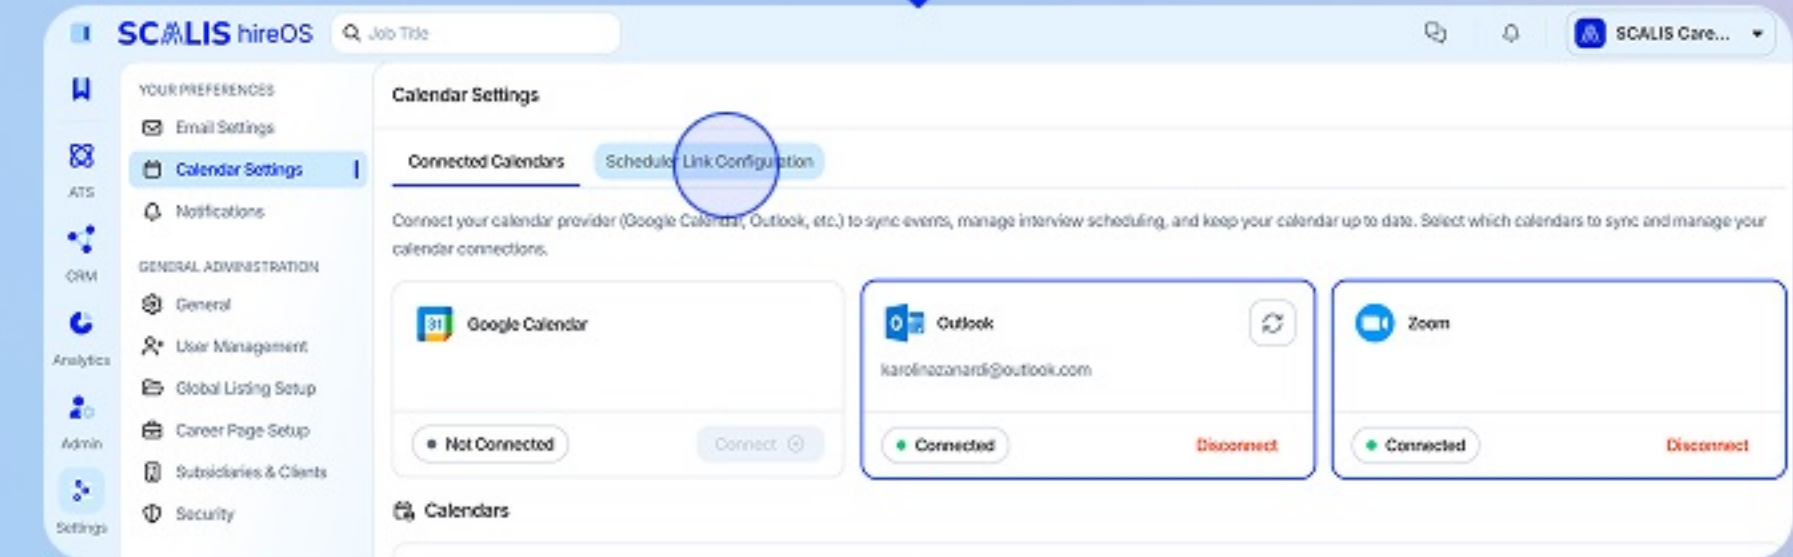 SCALIS hireOS
Job Title
SCALIS Care...
YOUR PREFERENCES
Email Settings
Calendar Settings
Notifications
GENERAL ADMINISTRATION
General
User Management
Global Listing Setup
Career Page Setup
Subsidiaries & Clients
Security
ATS
CRM
Analytics
Admin
Settings
Calendar Settings
Connected Calendars
Scheduler Link Configuration
Connect your calendar provider (Google Calendar, Outlook, etc.) to sync events, manage interview scheduling, and keep your calendar up to date. Select which calendars to sync and manage your
calendar connections.
31
Google Calendar
Not Connected
Connect
Outlook
karolinazanardi@outlook.com
Connected
Disconnect
Zoom
Connected
Disconnect
Calendars